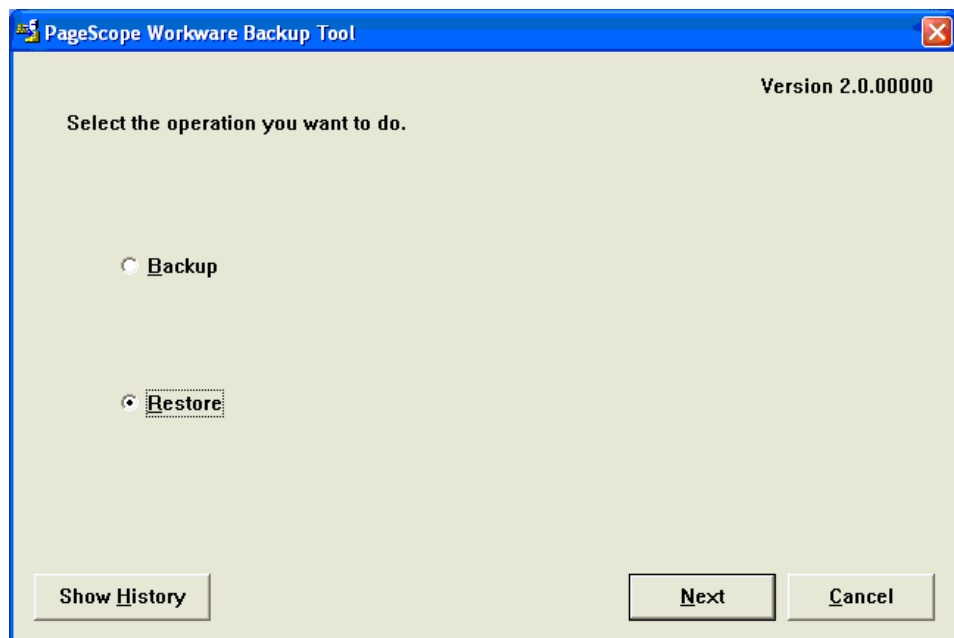 PageScope Workware Backup Tool
Version 2.0.00000
Select the operation you want to do.
Backup
Restore
Show History
Next
Cancel